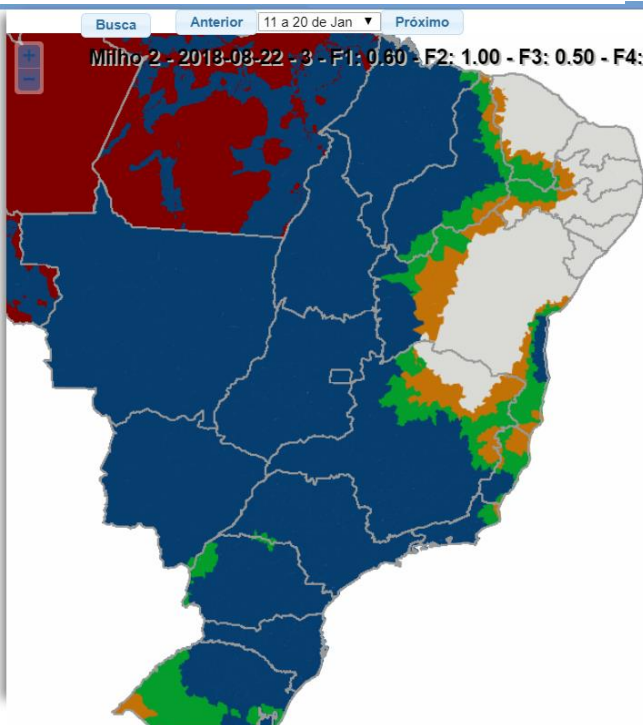 Busca Anterior 11 a 20 de Jan Próximo
+
Milho 2 - 2018-08-22 - 3 - F1: 0.60 - F2: 1.00 - F3: 0.50 - F4:
−